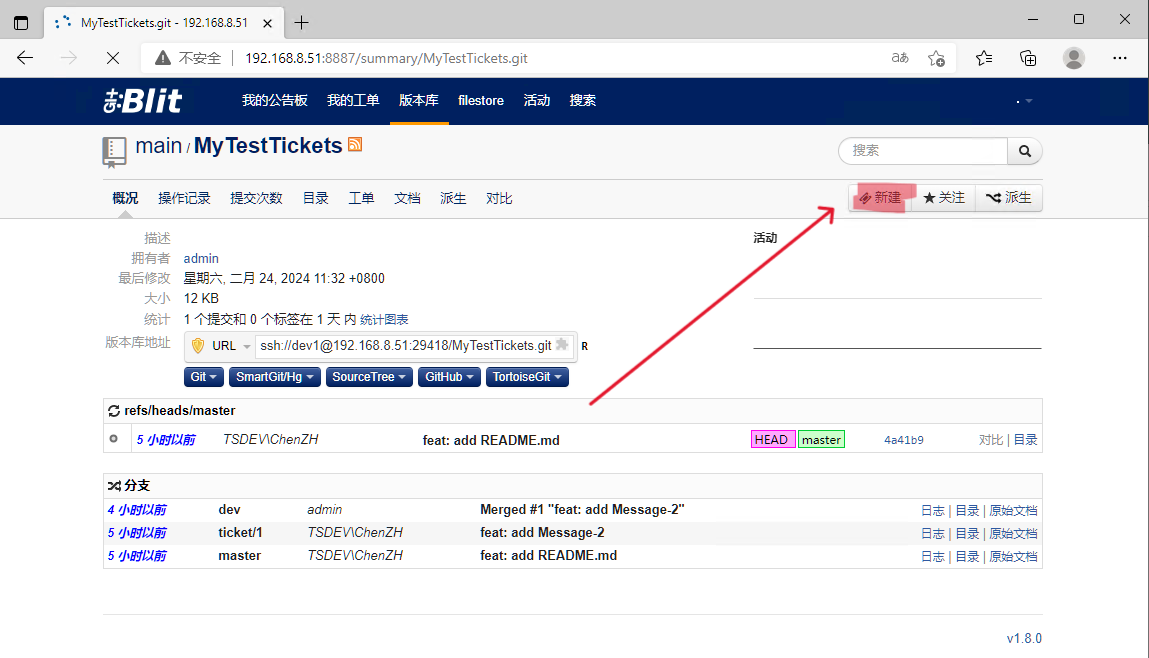 MyTestTickets.git - 192.168.8.51
不安全 192.168.8.51:8887/summary/MyTestTickets.git aあ
吉:Blit 我的公告板 我的工单 版本库 filestore 活动 搜索
main / MyTestTickets 搜索
概况 操作记录 提交次数 目录 工单 文档 派生 对比 新建 关注 派生
描述 活动
拥有者 admin
最后修改 星期六, 二月 24, 2024 11:32 +0800
大小 12 KB
统计 1 个提交和 0 个标签在 1 天 内 统计图表
版本库地址 URL ssh://dev1@192.168.8.51:29418/MyTestTickets.git R
Git SmartGit/Hg SourceTree GitHub TortoiseGit
refs/heads/master
5 小时以前 TSDEV\ChenZH feat: add README.md HEAD master 4a41b9 对比 | 目录
分支
4 小时以前 dev admin Merged #1 "feat: add Message-2" 日志 | 目录 | 原始文档
5 小时以前 ticket/1 TSDEV\ChenZH feat: add Message-2 日志 | 目录 | 原始文档
5 小时以前 master TSDEV\ChenZH feat: add README.md 日志 | 目录 | 原始文档
v1.8.0